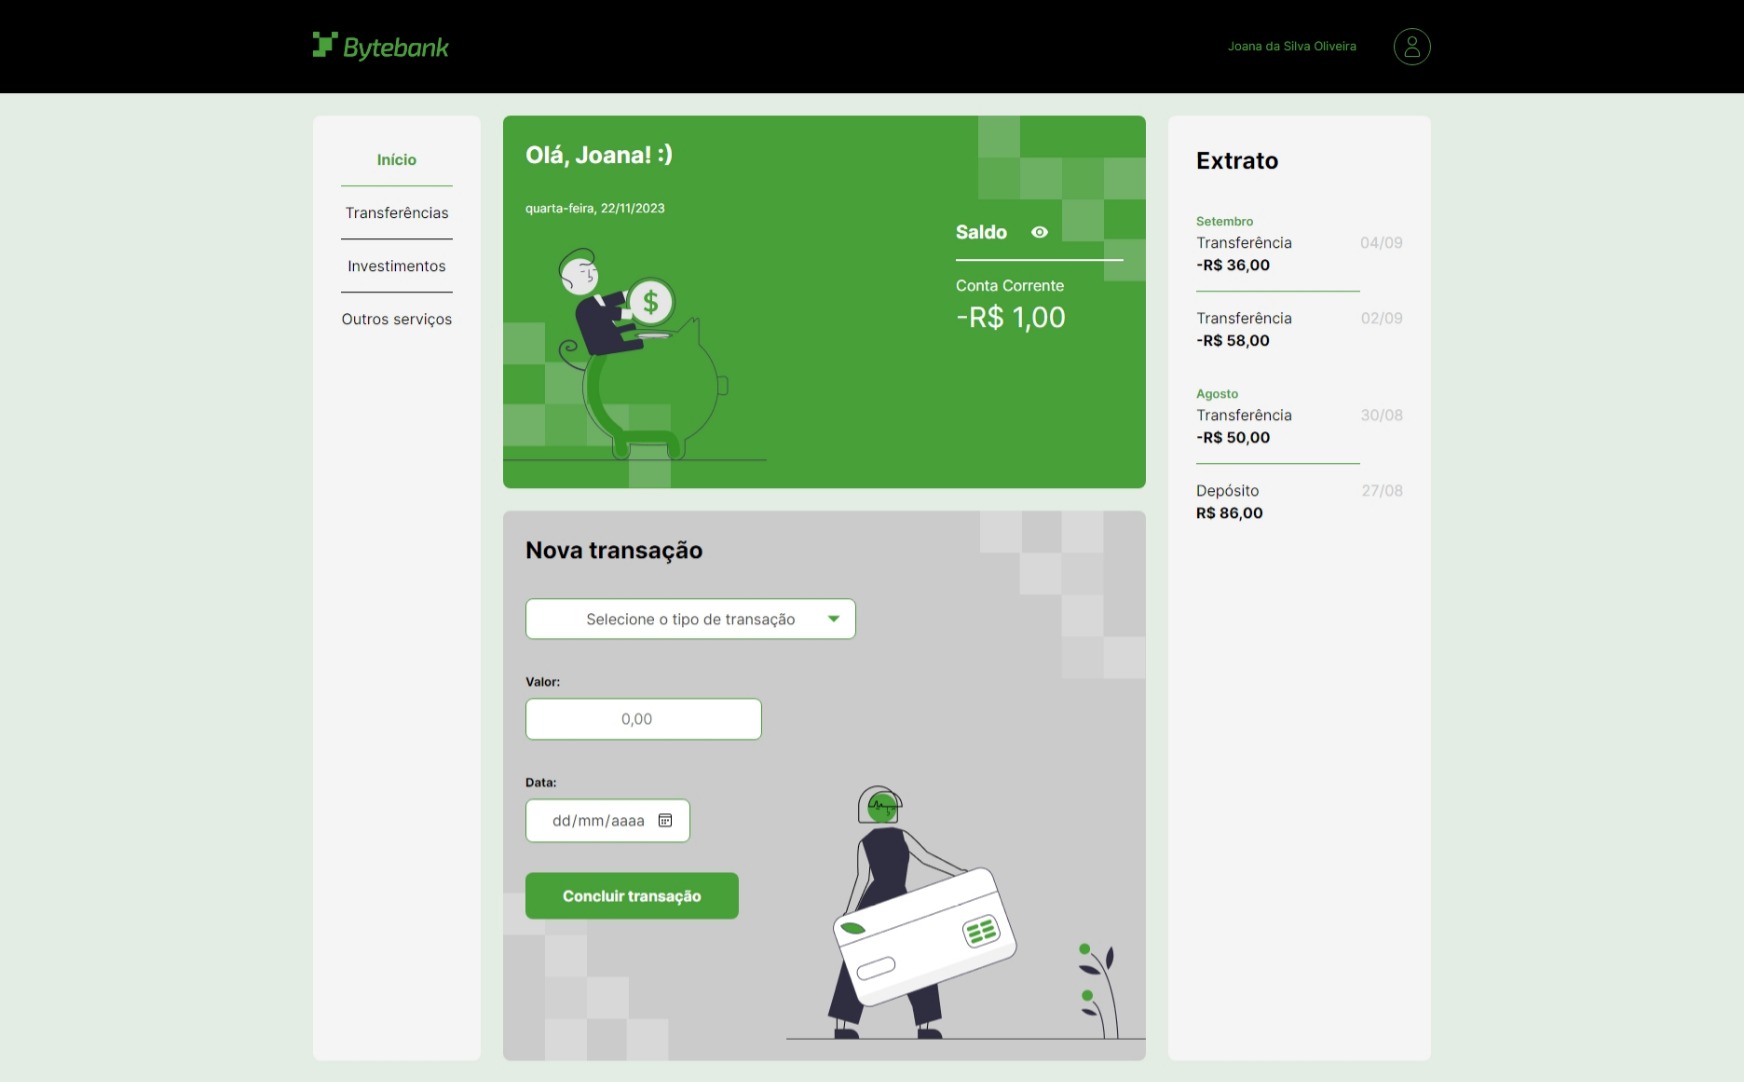 Bytebank
Joana da Silva Oliveira
Início
Transferências
Investimentos
Outros serviços
Olá, Joana! :)
quarta-feira, 22/11/2023
Saldo
Conta Corrente
-R$ 1,00
$
Nova transação
Selecione o tipo de transação
Valor:
0,00
Data:
dd/mm/aaaa
Concluir transação
Extrato
Setembro
Transferência 04/09
-R$ 36,00
Transferência 02/09
-R$ 58,00
Agosto
Transferência 30/08
-R$ 50,00
Depósito 27/08
R$ 86,00